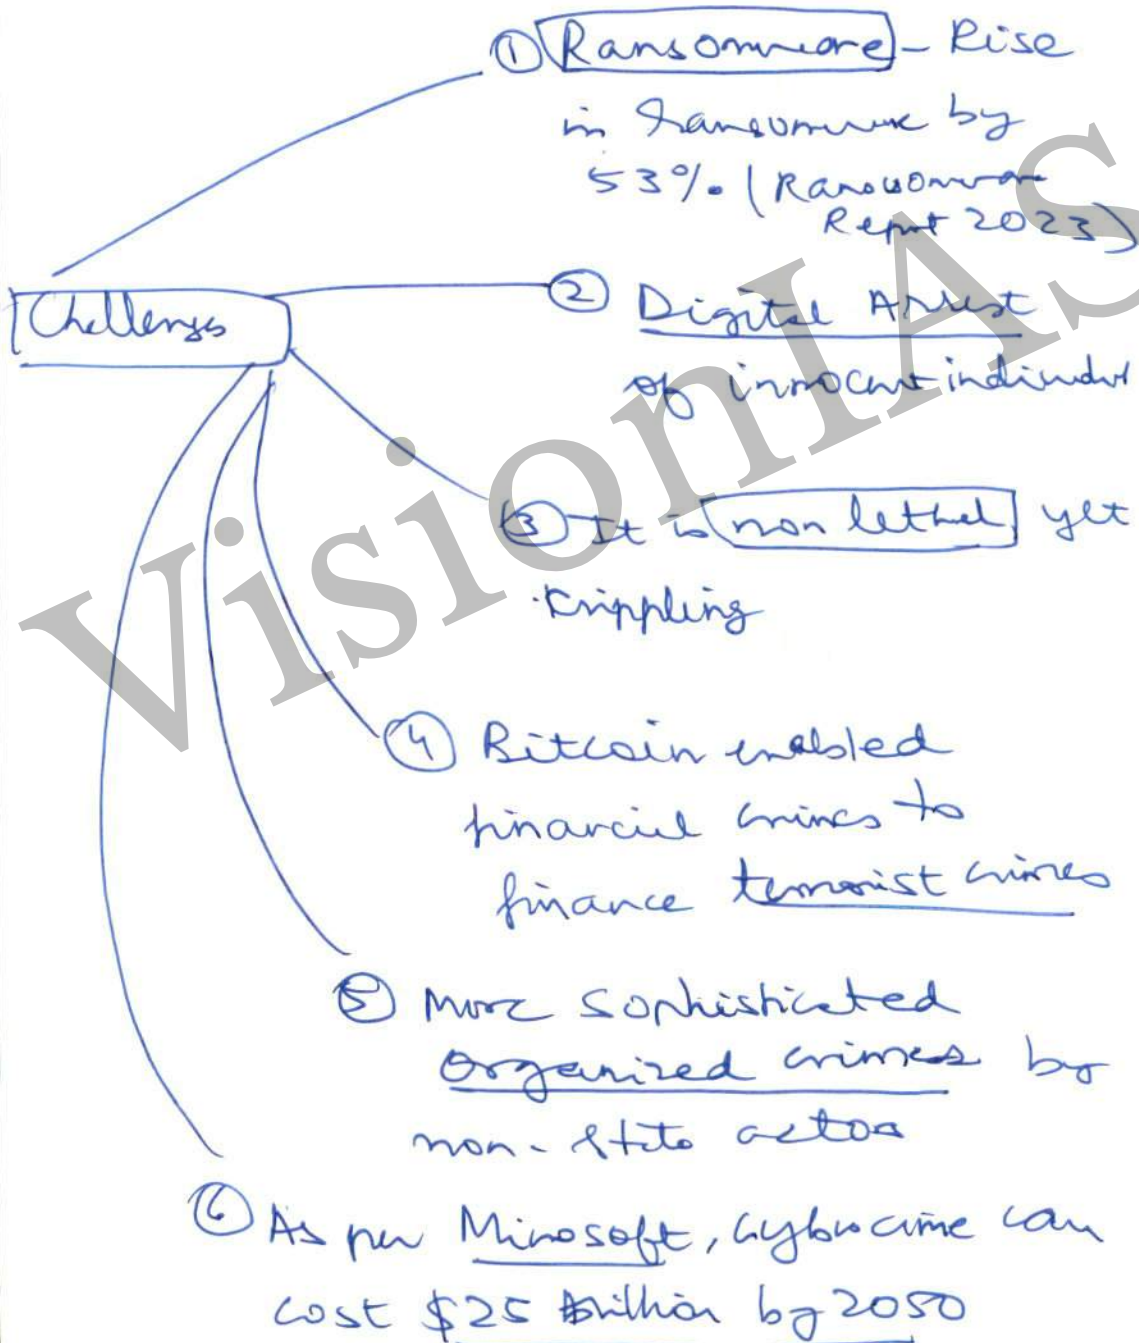 ① Ransomware - Rise
in ransomware by
53%. (Ransomware
Report 2023)
Challenges
② Digital Arrest
of innocent individual
③ It is non lethal yet
krippling
④ Bitcoin enabled
financial crimes to
finance terrorist crimes
⑤ More sophisticated
organized crimes by
non-state actors
⑥ As per Microsoft, cybercrime can
cost $25 trillion by 2050
VisionIAS